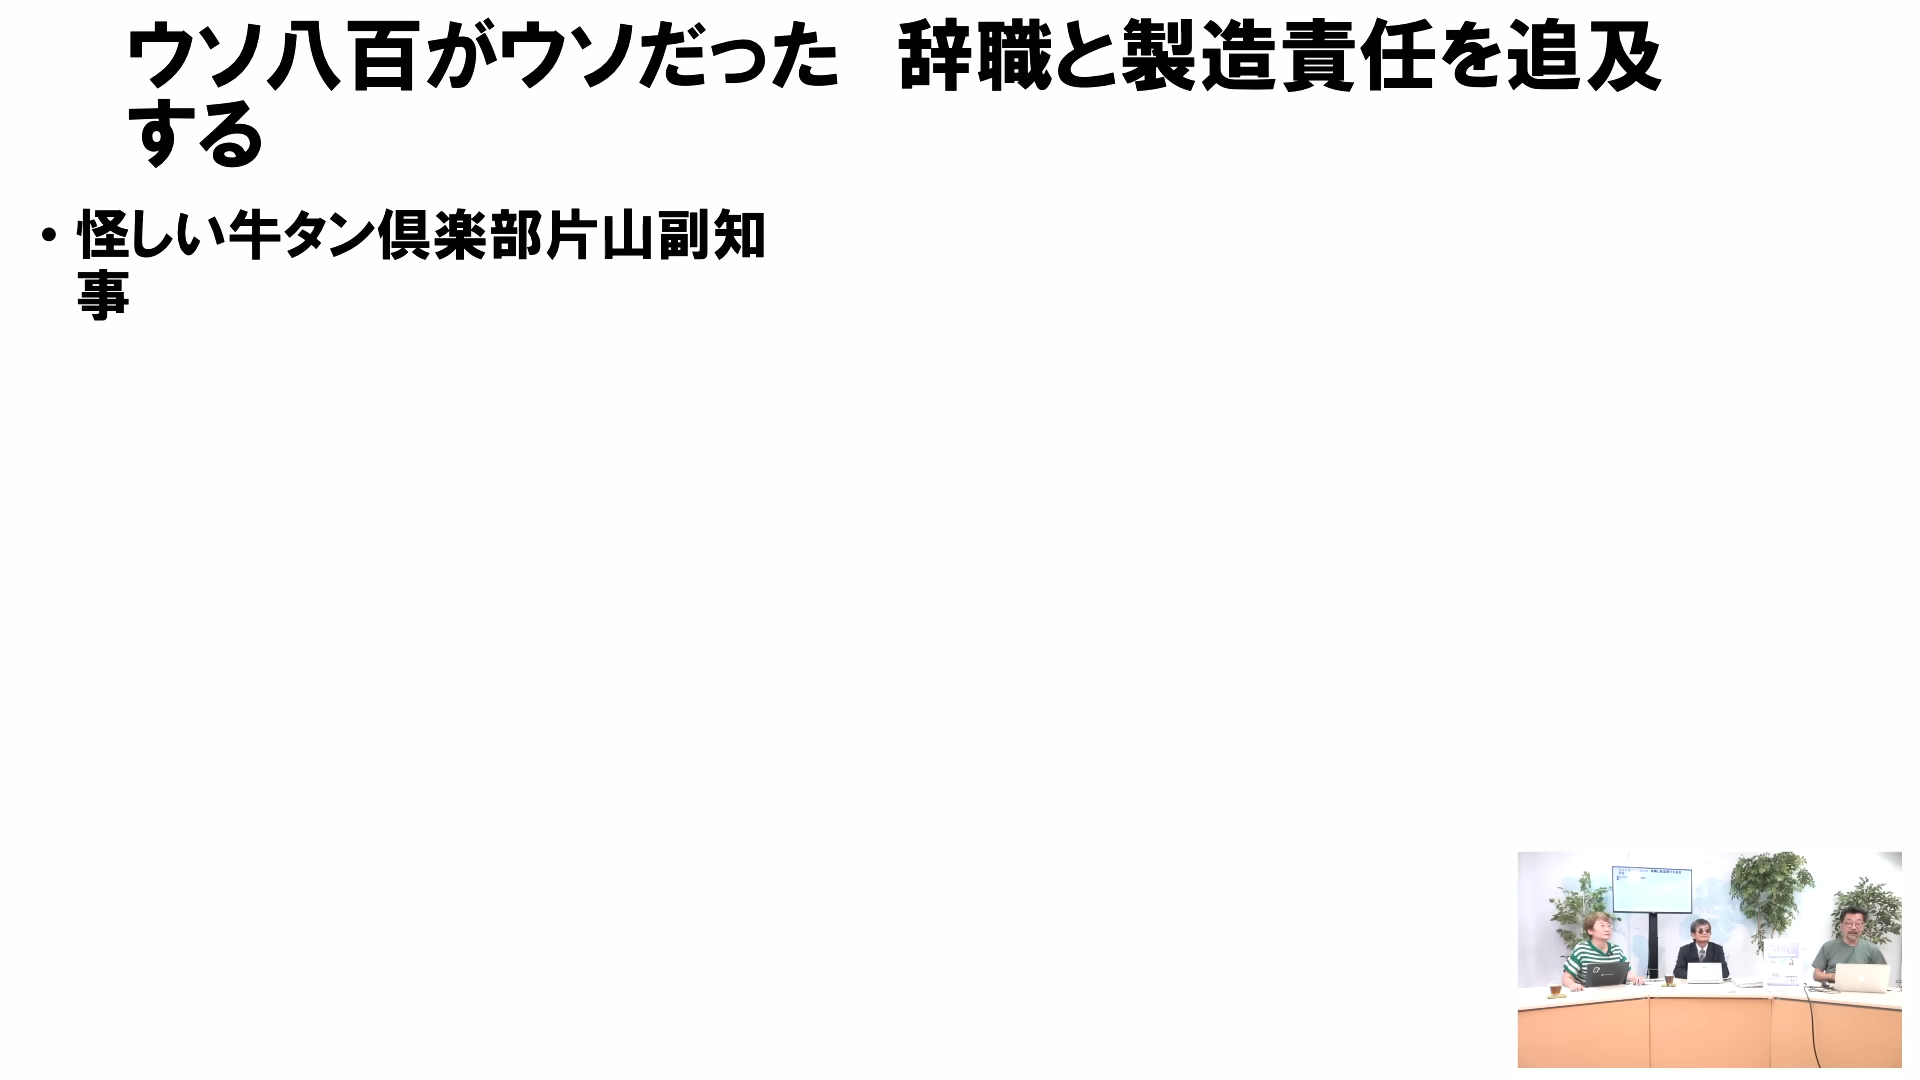 ウソ八百がウソだった　辞職と製造責任を追及
する
• 怪しい牛タン倶楽部片山副知
事